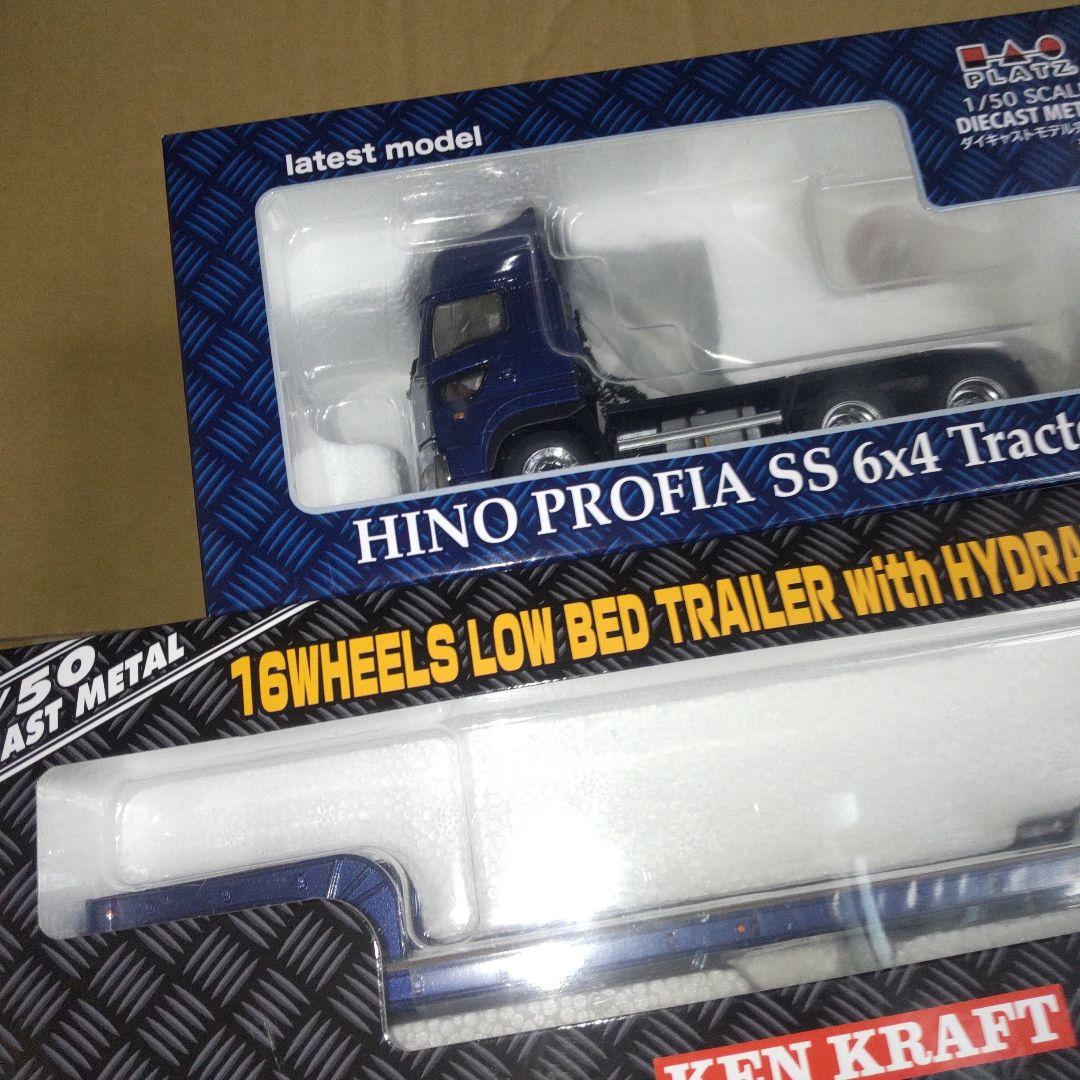 PLATZ
1/50 SCALE
DIECAST MET
ダイキャストモデル
latest model
HINO PROFIA SS 6x4 Tracto
/50
AST METAL
16WHEELS LOW BED TRAILER with HYDRA
KEN KRAFT